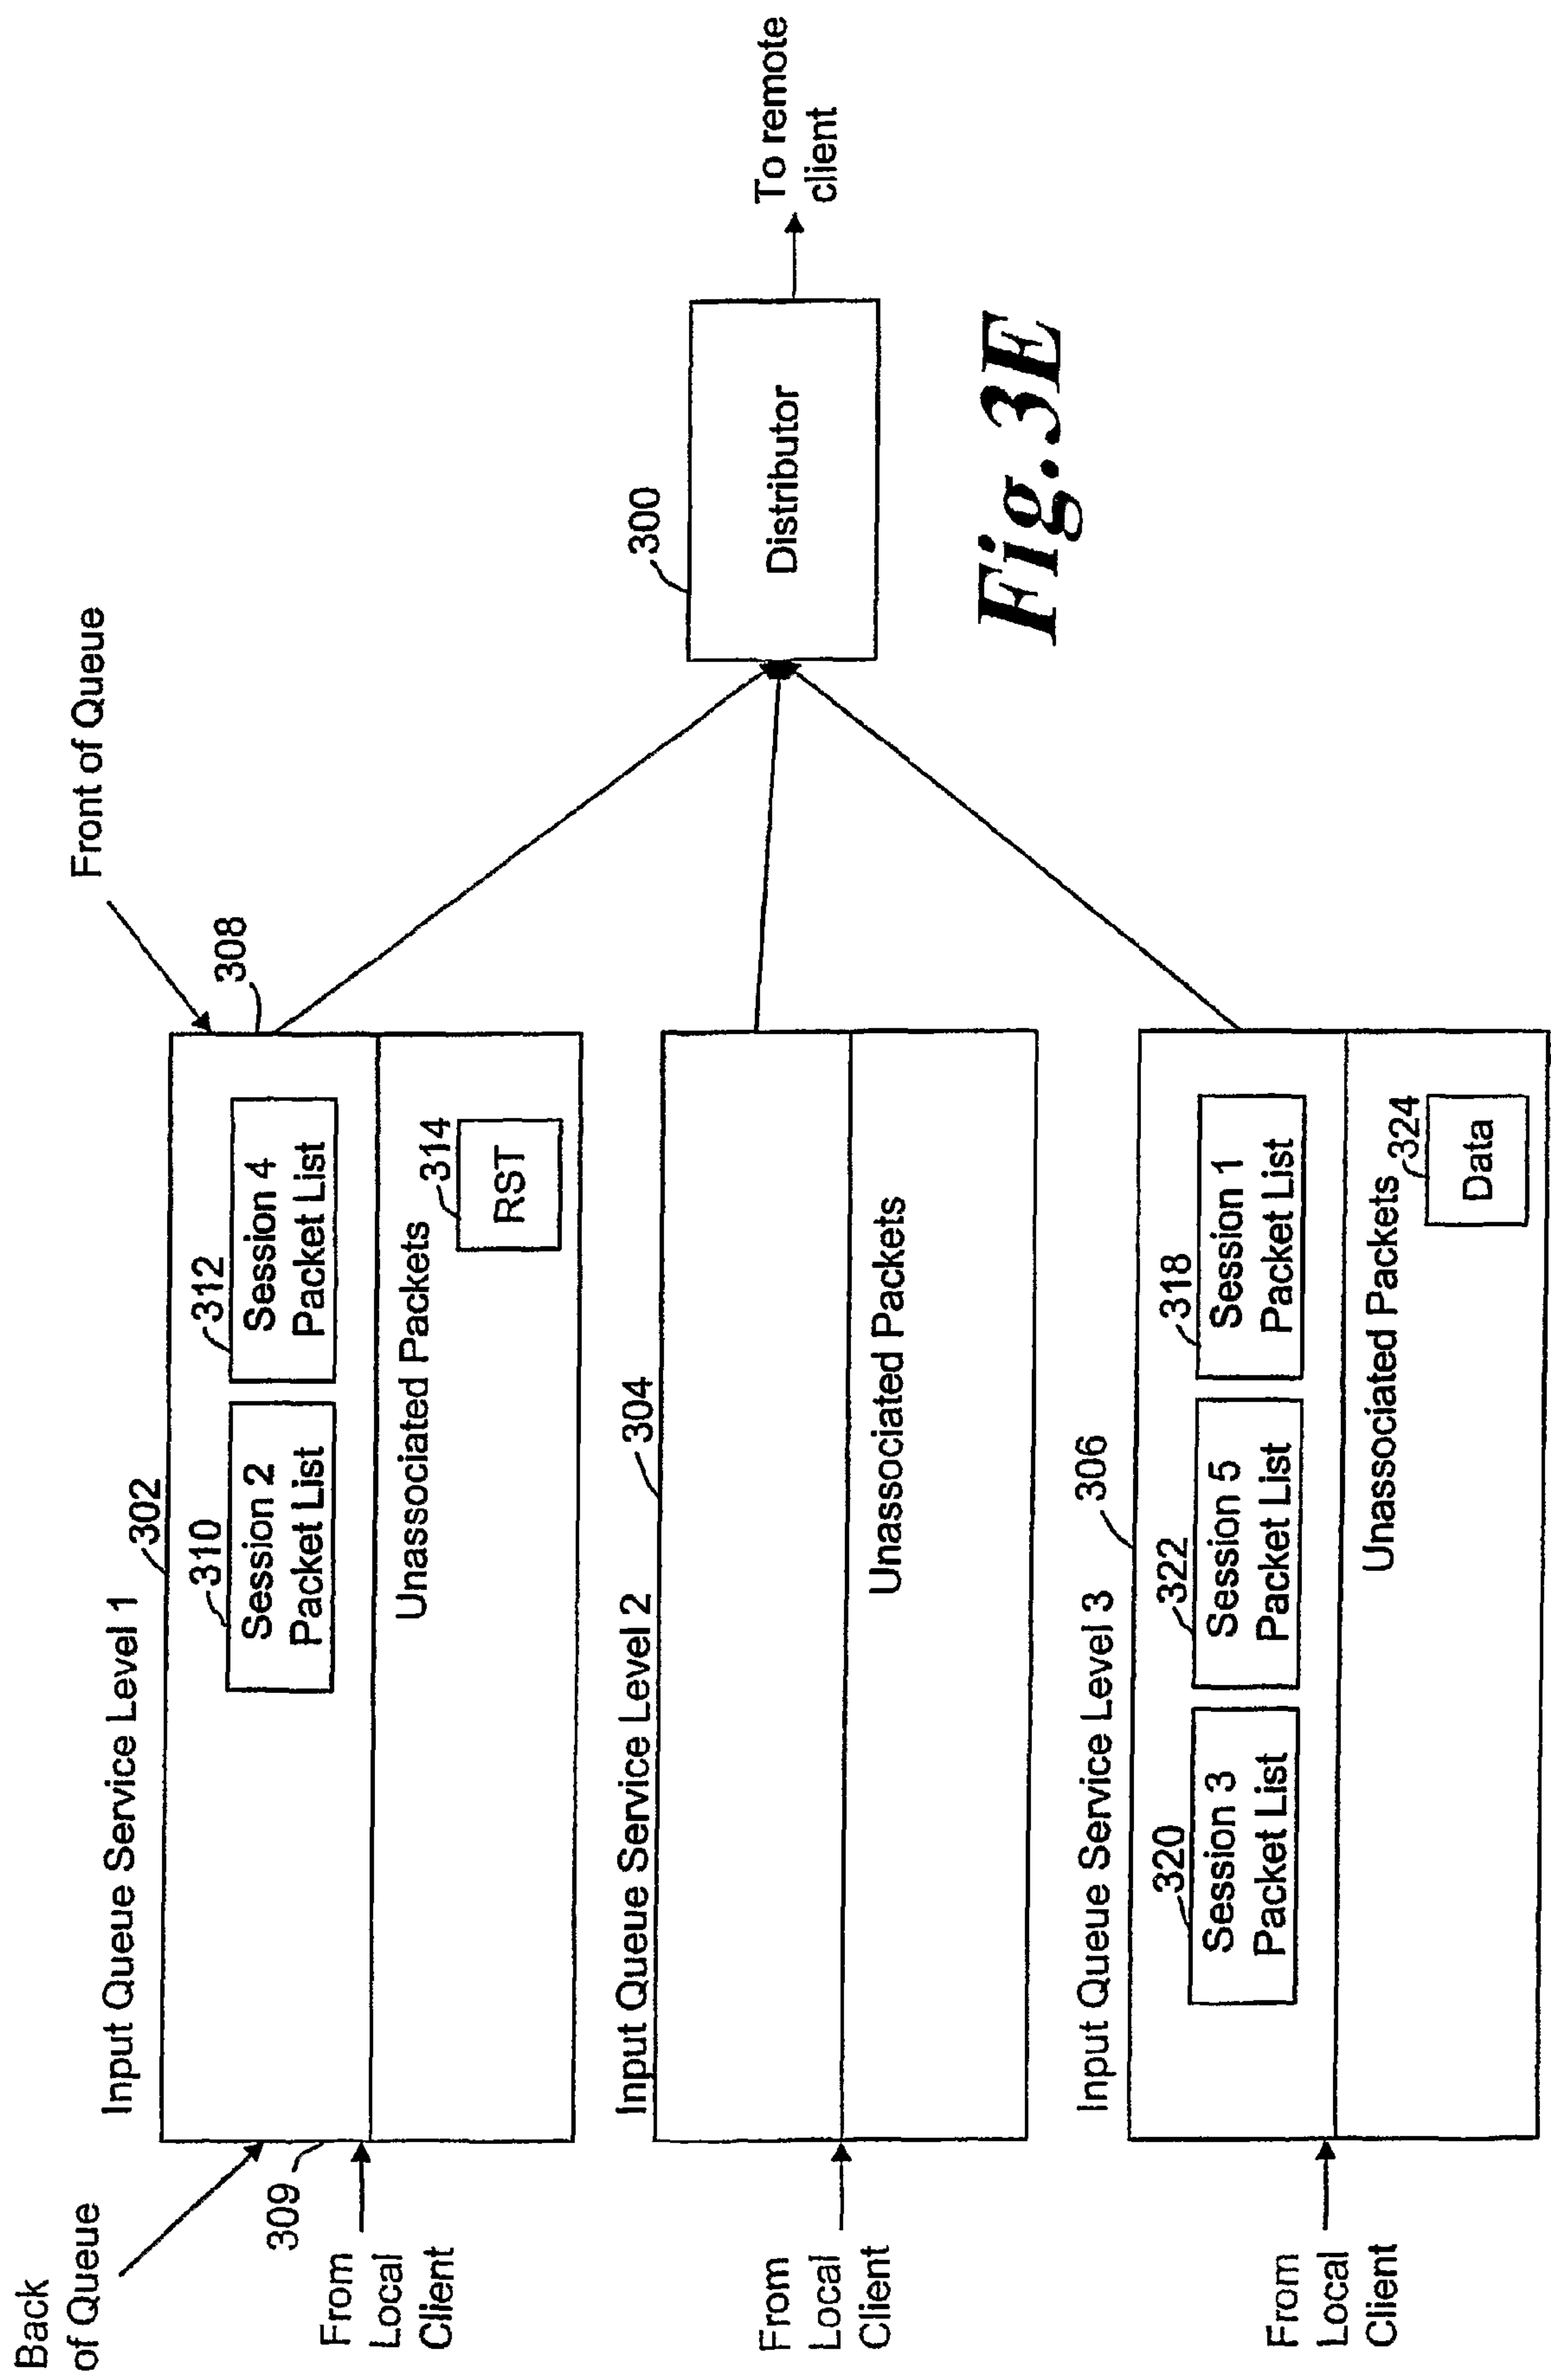 Back
of Queue
Front of Queue
Input Queue Service Level 1
302
308
309
310
Session 2
Packet List
312
Session 4
Packet List
Unassociated Packets
314
RST
From
Local
Client
Input Queue Service Level 2
304
Unassociated Packets
From
Local
Client
300
Distributor
To remote
client
Input Queue Service Level 3
306
320
Session 3
Packet List
322
Session 5
Packet List
318
Session 1
Packet List
Unassociated Packets
324
Data
From
Local
Client
Fig.3E